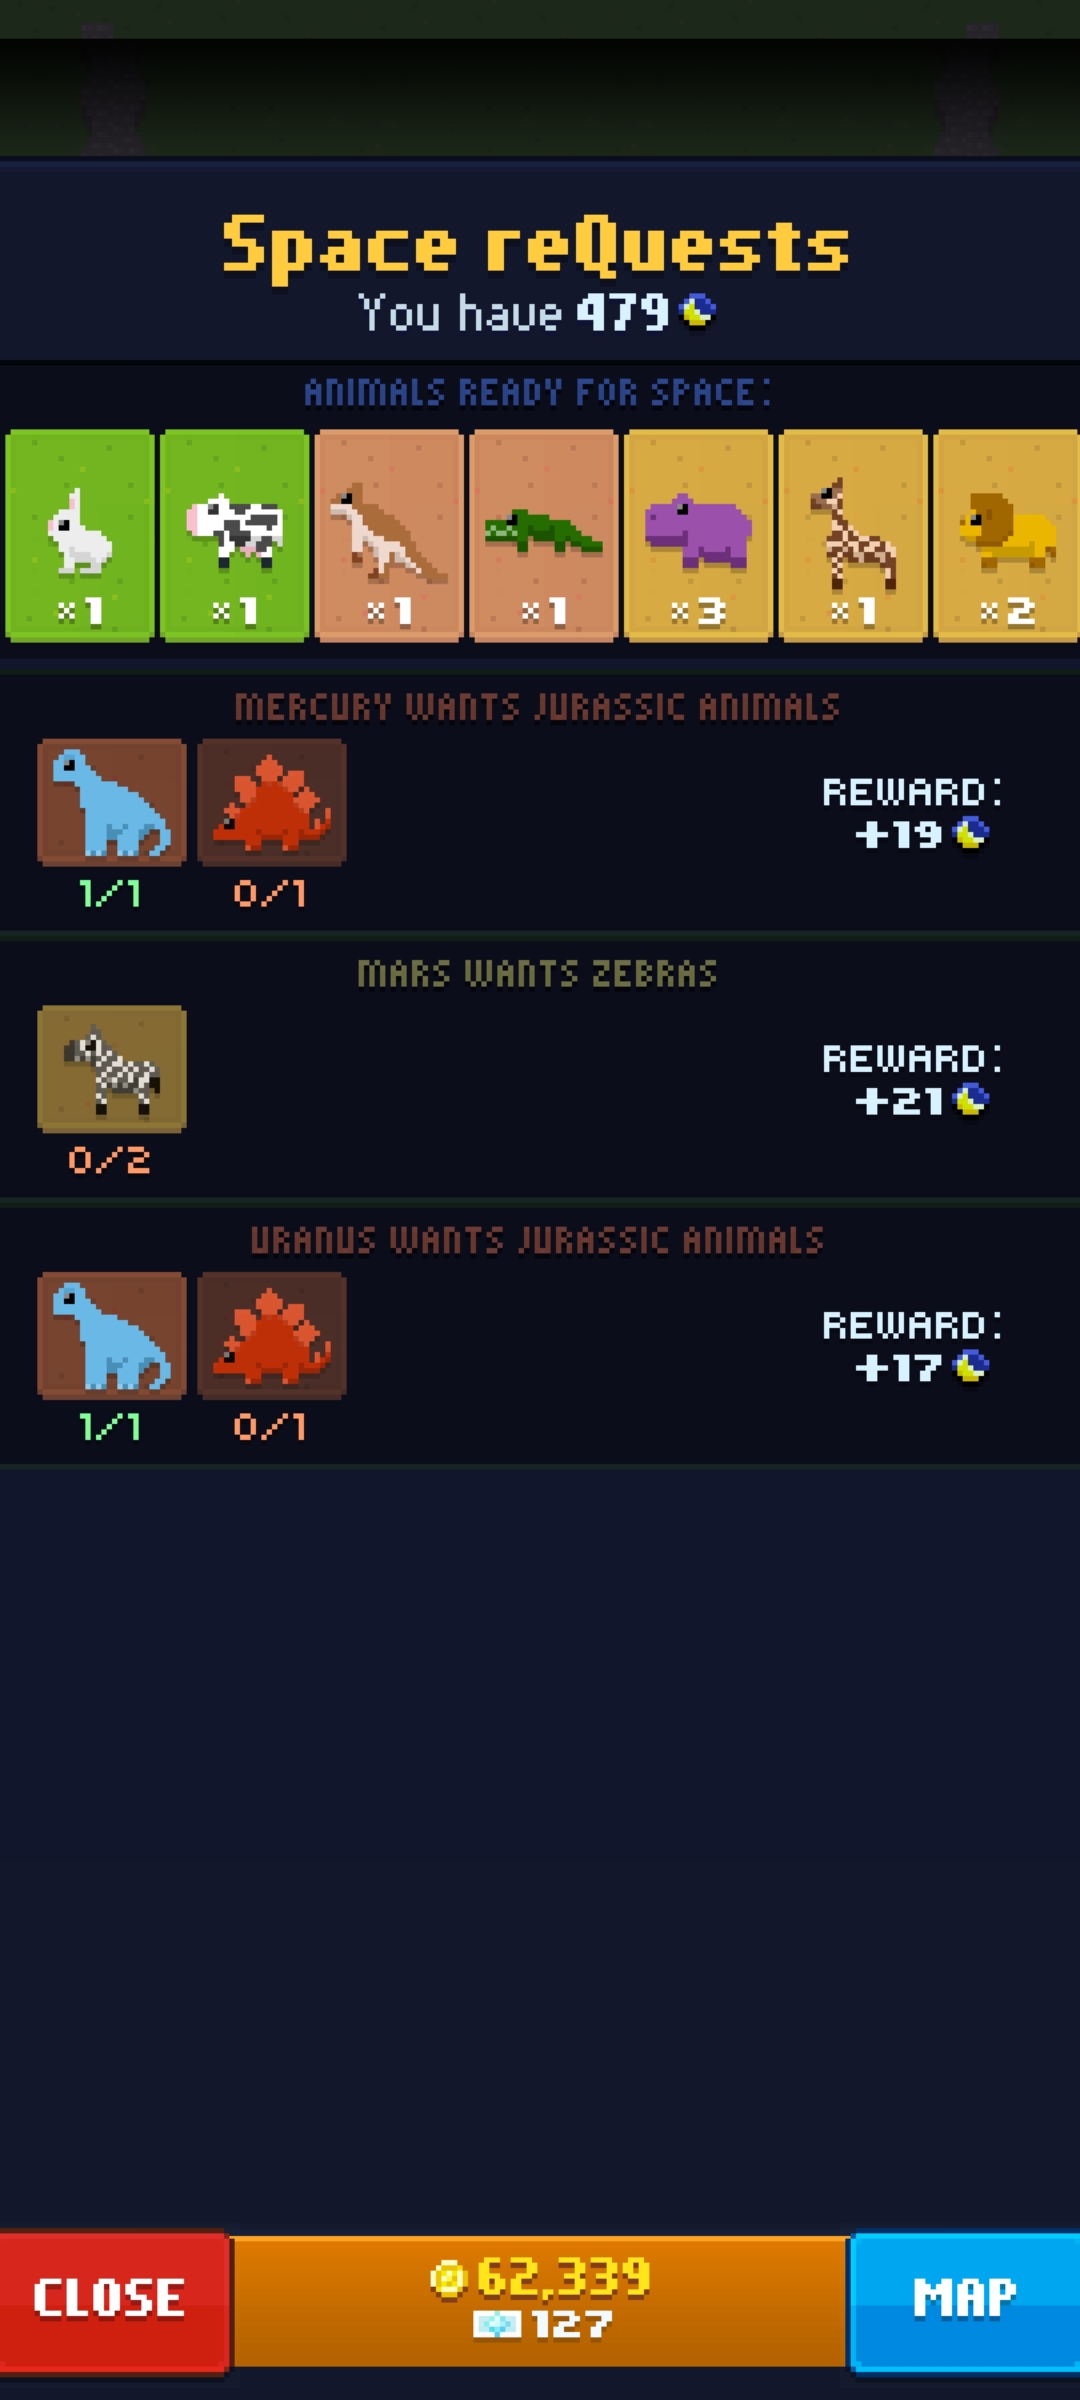 Space reQuests
You have 479
ANIMALS READY FOR SPACE:
×1 ×1 ×1 ×1 ×3 ×1 ×2
MERCURY WANTS JURASSIC ANIMALS
REWARD:
+19
1/1 0/1
MARS WANTS ZEBRAS
REWARD:
+21
0/2
URANUS WANTS JURASSIC ANIMALS
REWARD:
+17
1/1 0/1
CLOSE
62,339
127
MAP